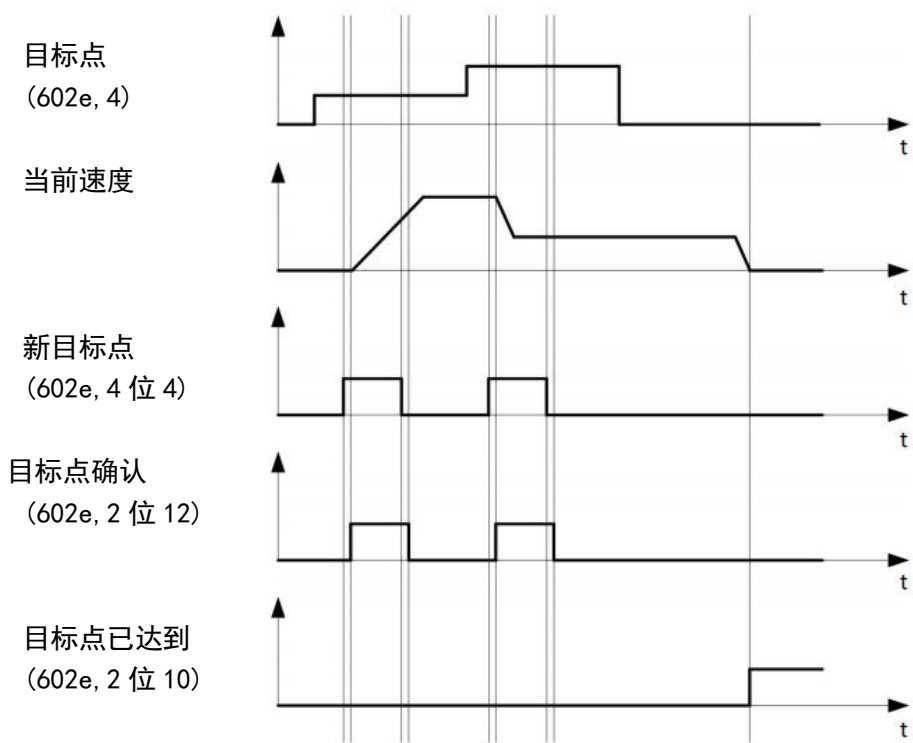 目标点
(602e, 4)
t
当前速度
t
新目标点
(602e, 4 位 4)
t
目标点确认
(602e, 2 位 12)
t
目标点已达到
(602e, 2 位 10)
t